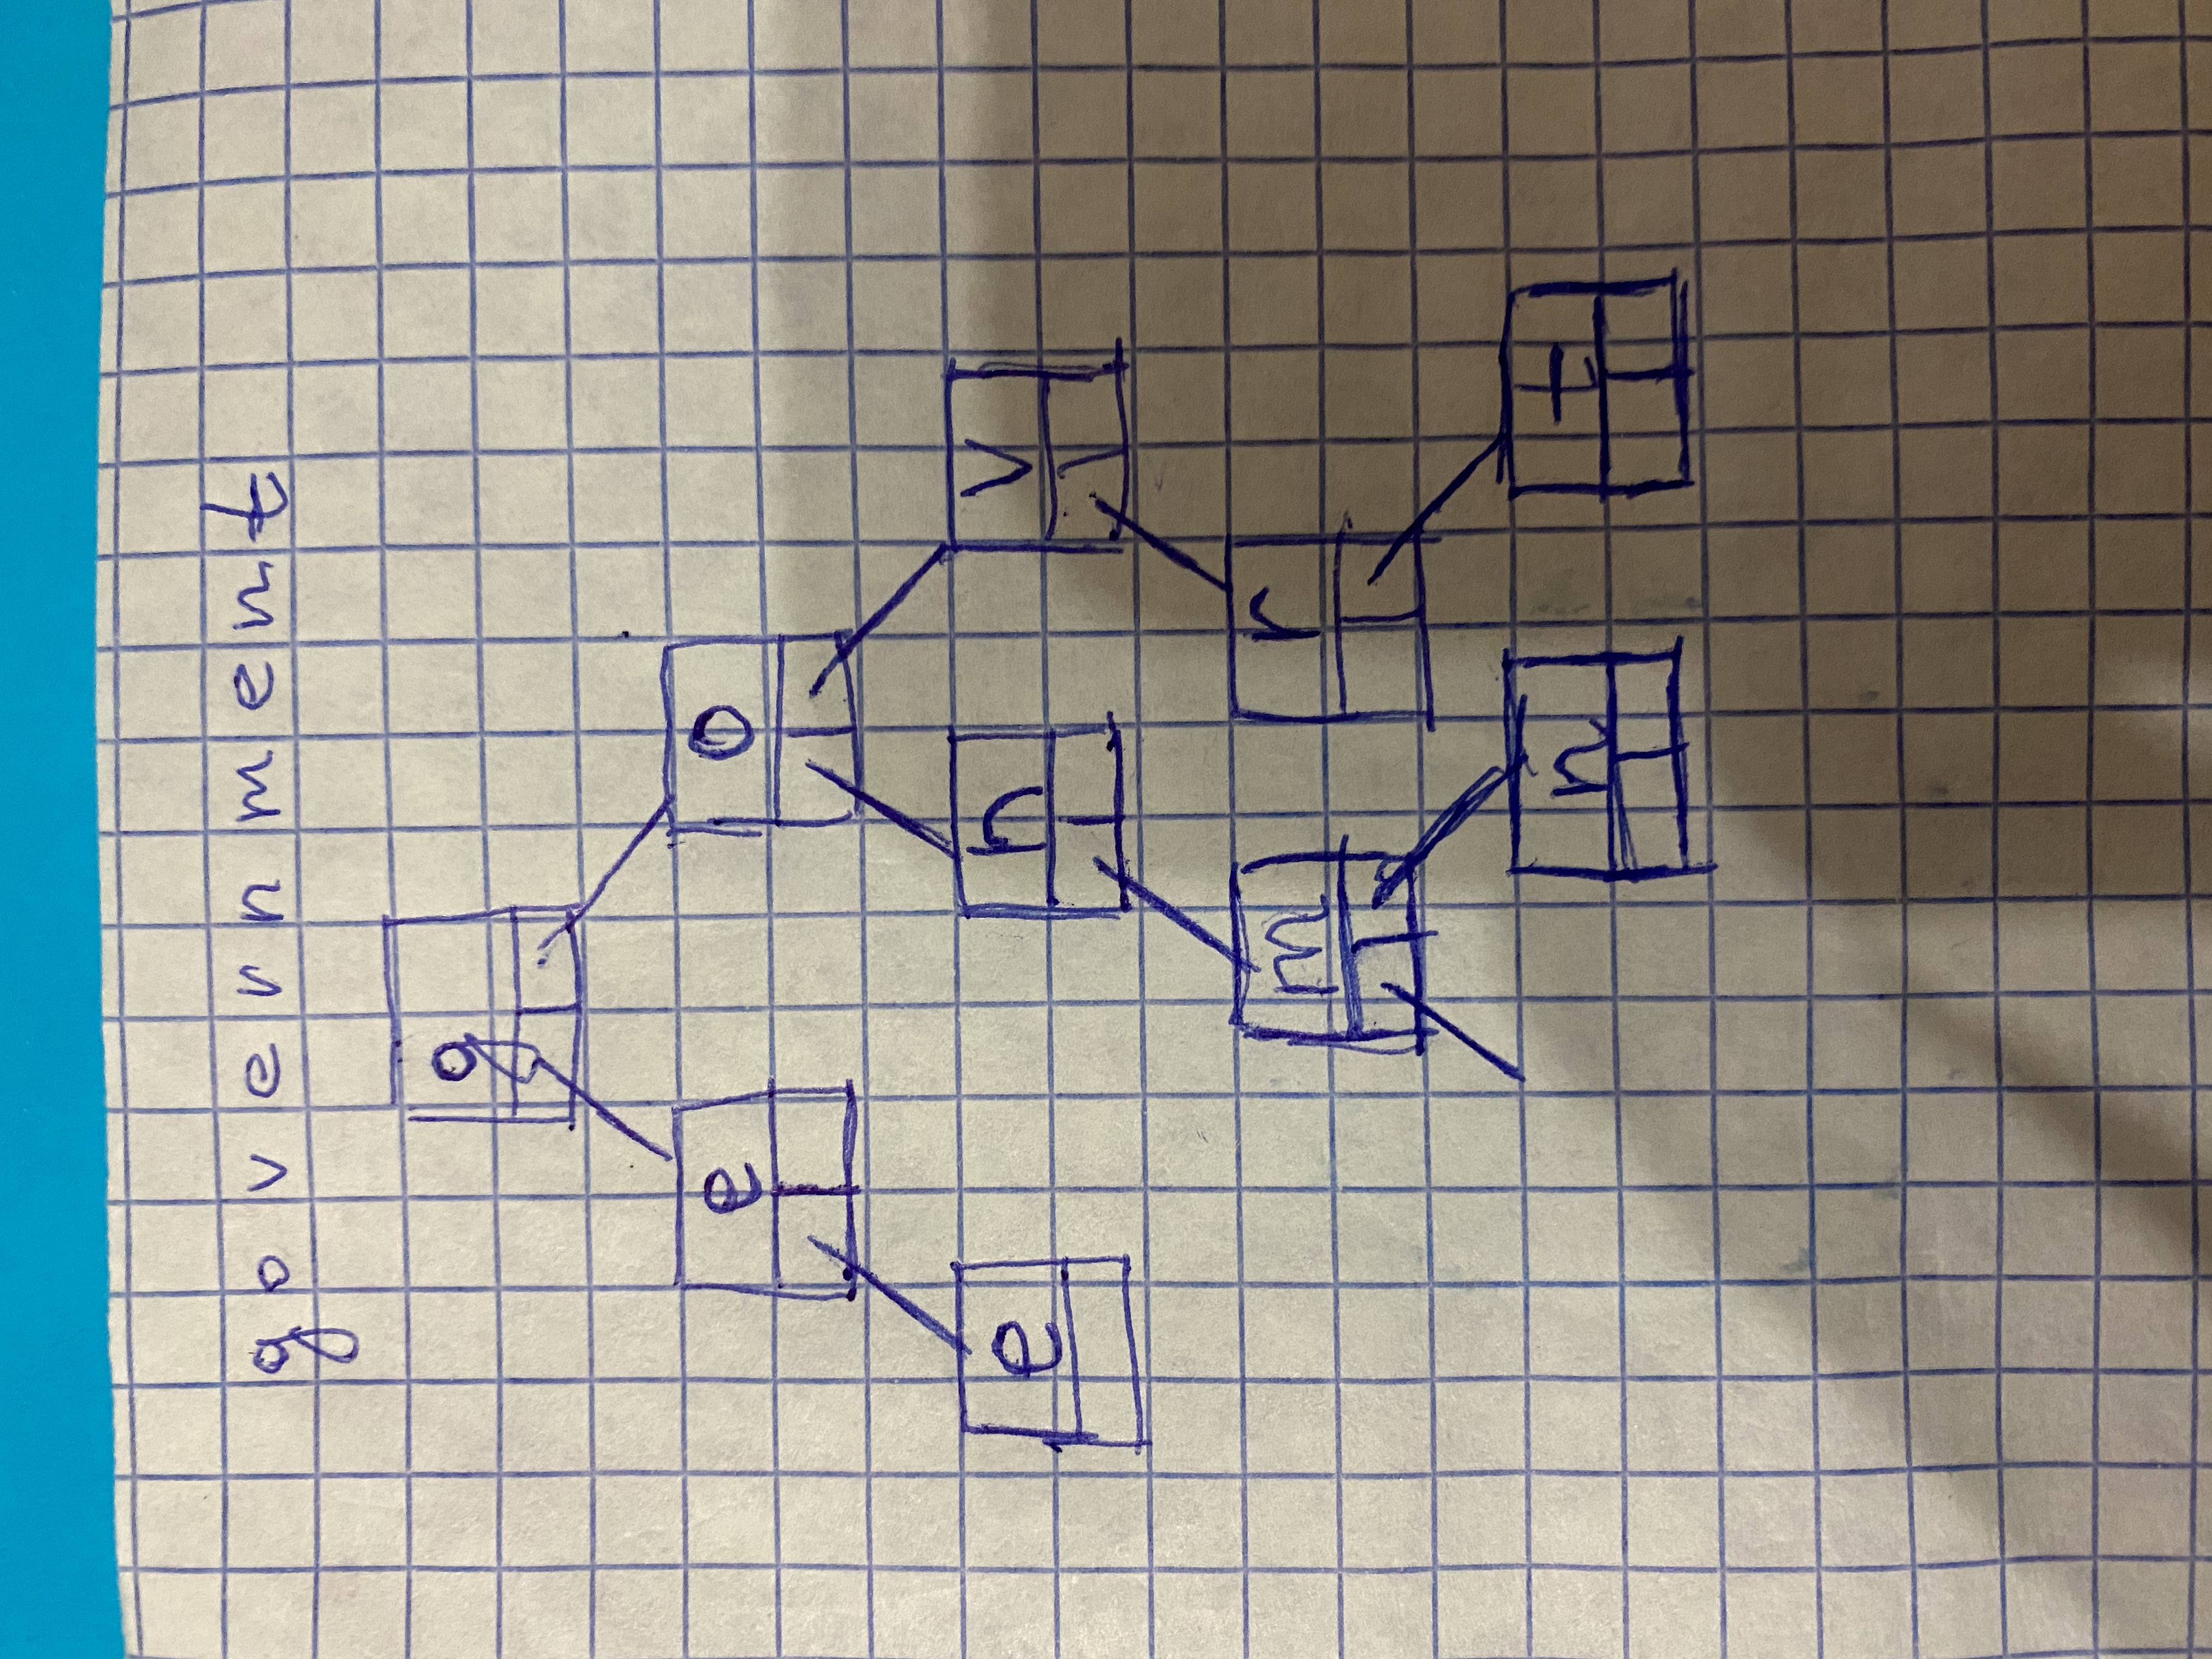 g o v e r n m e n t
g
e o
e n v
m r
n t